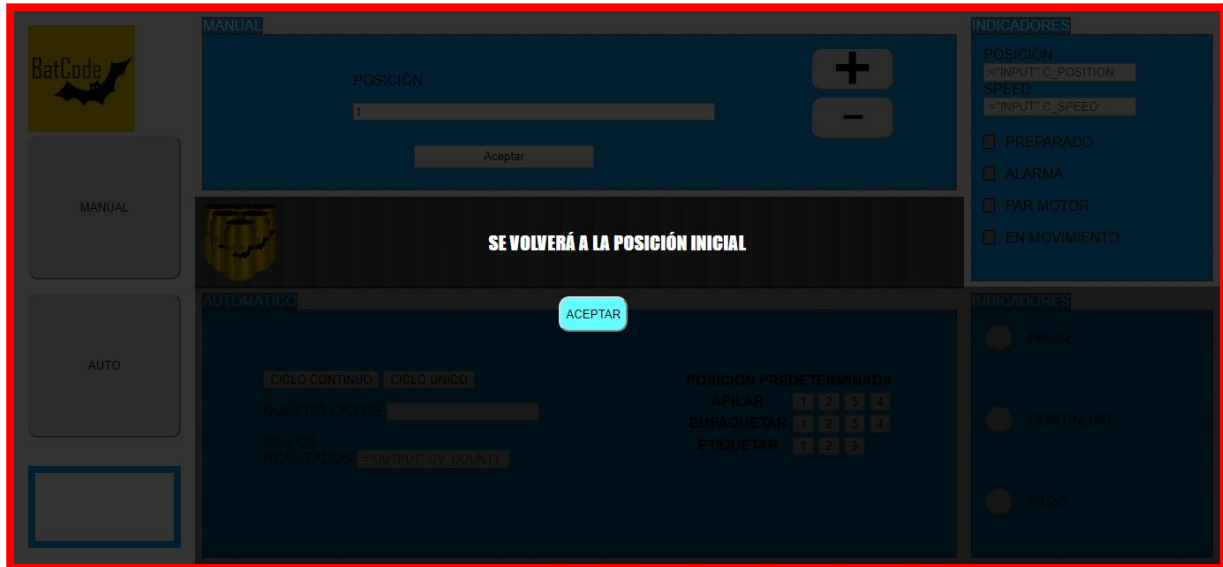 BatCode
MANUAL
AUTO
MANUAL
POSICIÓN
1
Aceptar
+
-
INDICADORES
POSICIÓN
:="INPUT".C_POSITION:
SPEED
:="INPUT".C_SPEED:
PREPARADO
ALARMA
PAR MOTOR
EN MOVIMIENTO
SE VOLVERÁ A LA POSICIÓN INICIAL
ACEPTAR
AUTOMÁTICO
CICLO CONTINUO CICLO UNICO
NUMERO CICLOS:
CICLOS
REALIZADOS: :="OUTPUT".CV_COUNT1:
POSICION PREDETERMINADA
APILAR 1 2 3 4
EMPAQUETAR 1 2 3 4
ETIQUETAR 1 2 3
INDICADORES
PAUSE
CONTINUAR
PARO